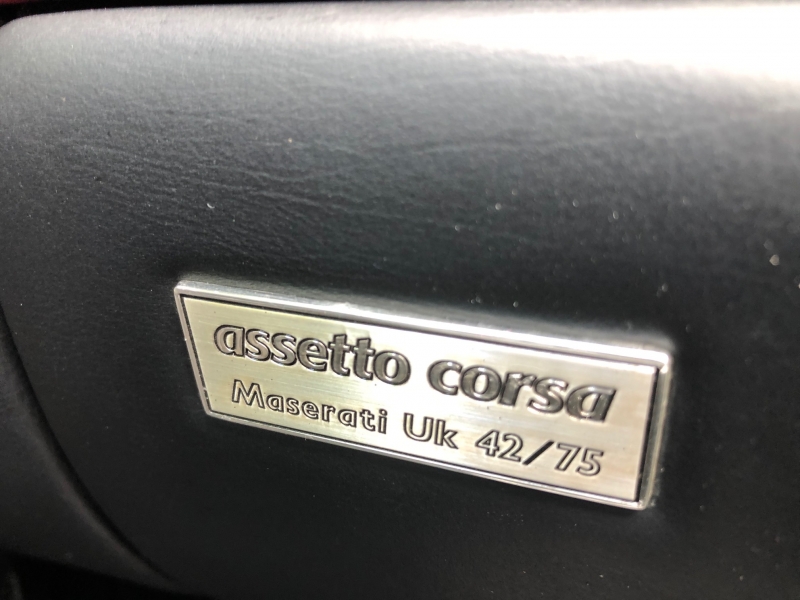 assetto corsa
Maserati Uk 42/75